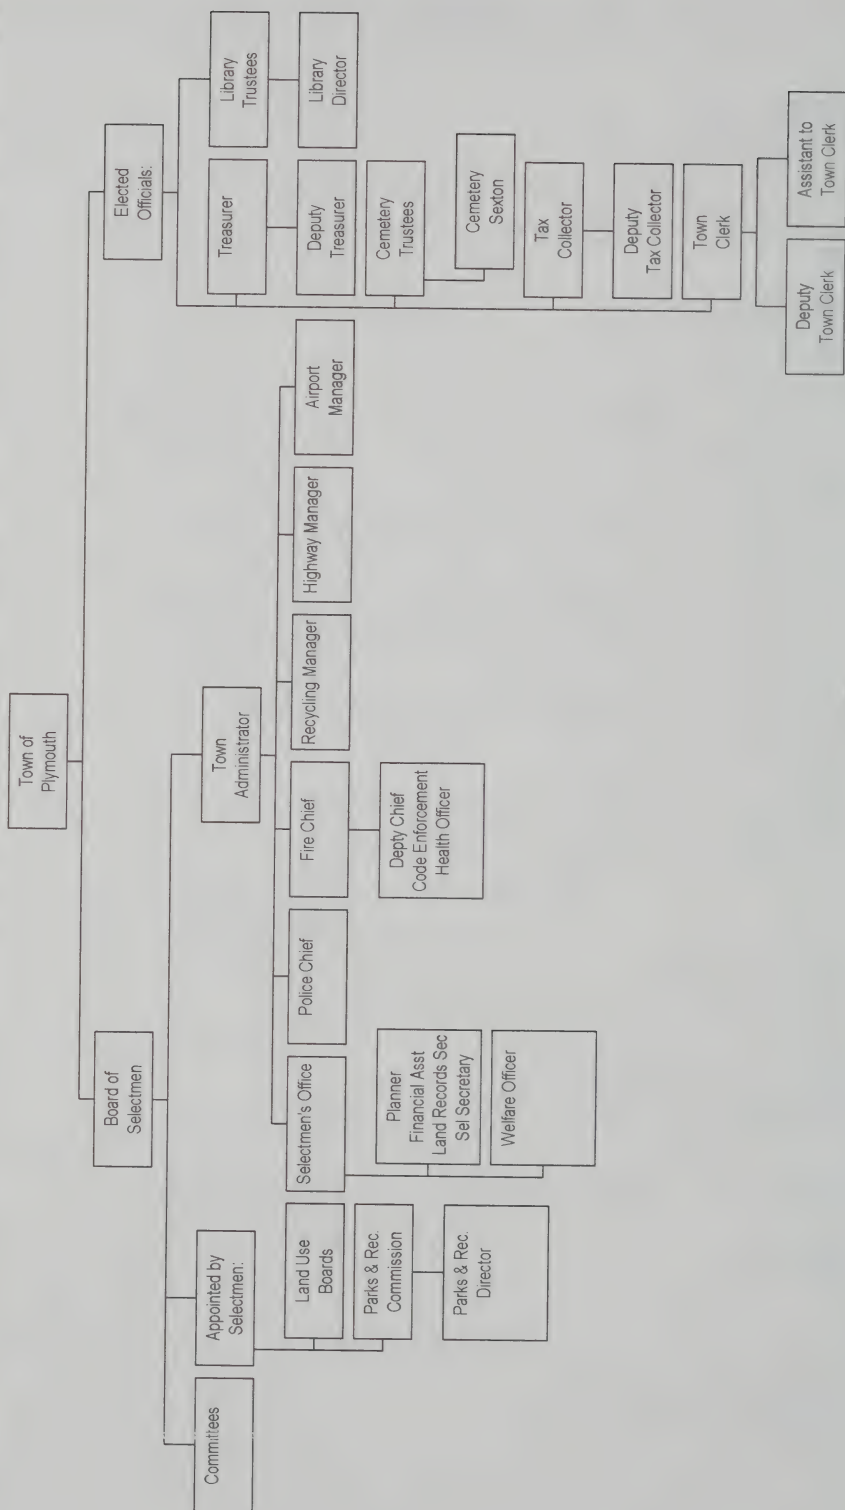 Town of
Plymouth
Board of
Selectmen
Elected
Officials:
Committees
Appointed by
Selectmen:
Town
Administrator
Treasurer
Library
Trustees
Land Use
Boards
Parks & Rec.
Commission
Parks & Rec.
Director
Selectmen's Office
Police Chief
Fire Chief
Recycling Manager
Highway Manager
Airport
Manager
Planner
Financial Asst
Land Records Sec
Sel Secretary
Welfare Officer
Depty Chief
Code Enforcement
Health Officer
Deputy
Treasurer
Library
Director
Cemetery
Trustees
Cemetery
Sexton
Tax
Collector
Deputy
Tax Collector
Town
Clerk
Deputy
Town Clerk
Assistant to
Town Clerk